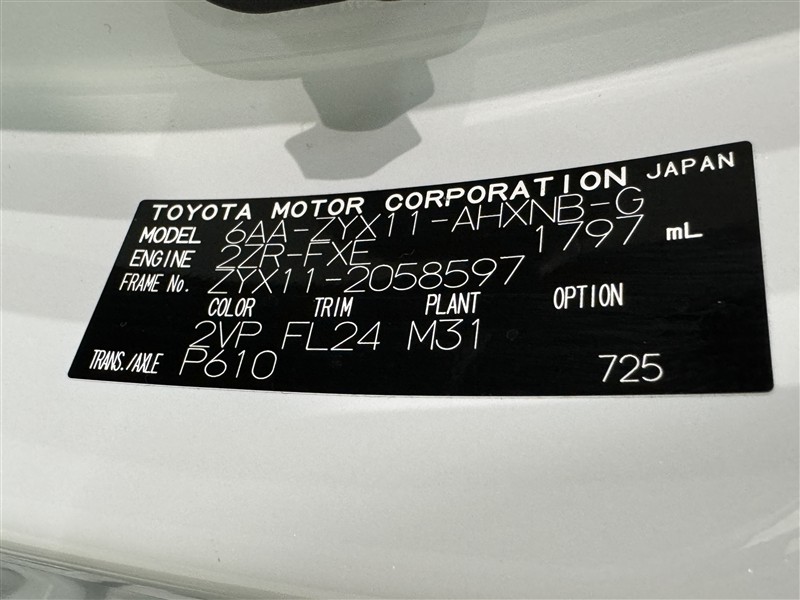 TOYOTA MOTOR CORPORATION JAPAN
MODEL 6AA-ZYX11-AHXNB-G
ENGINE 2ZR-FXE 1797 mL
FRAME No. ZYX11-2058597
COLOR TRIM PLANT OPTION
2VP FL24 M31
TRANS./AXLE P610 725